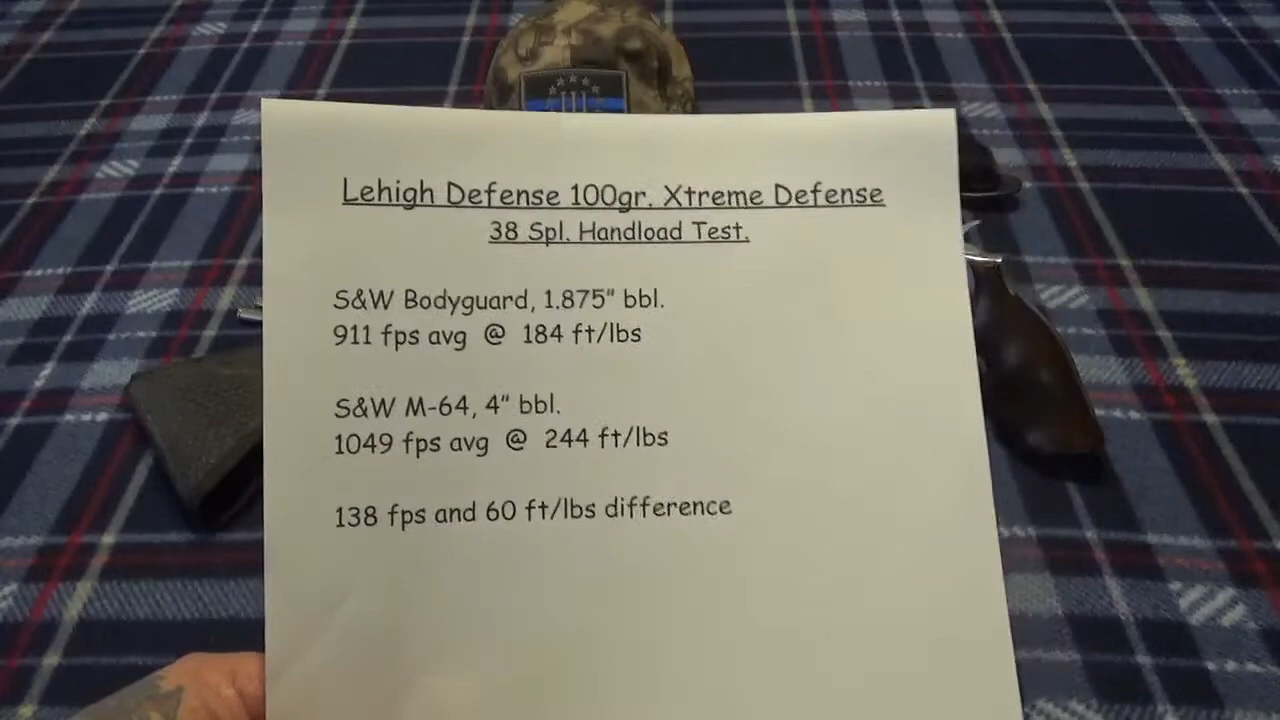 Lehigh Defense 100gr. Xtreme Defense
38 Spl. Handload Test.
S&W Bodyguard, 1.875" bbl.
911 fps avg @ 184 ft/lbs
S&W M-64, 4" bbl.
1049 fps avg @ 244 ft/lbs
138 fps and 60 ft/lbs difference